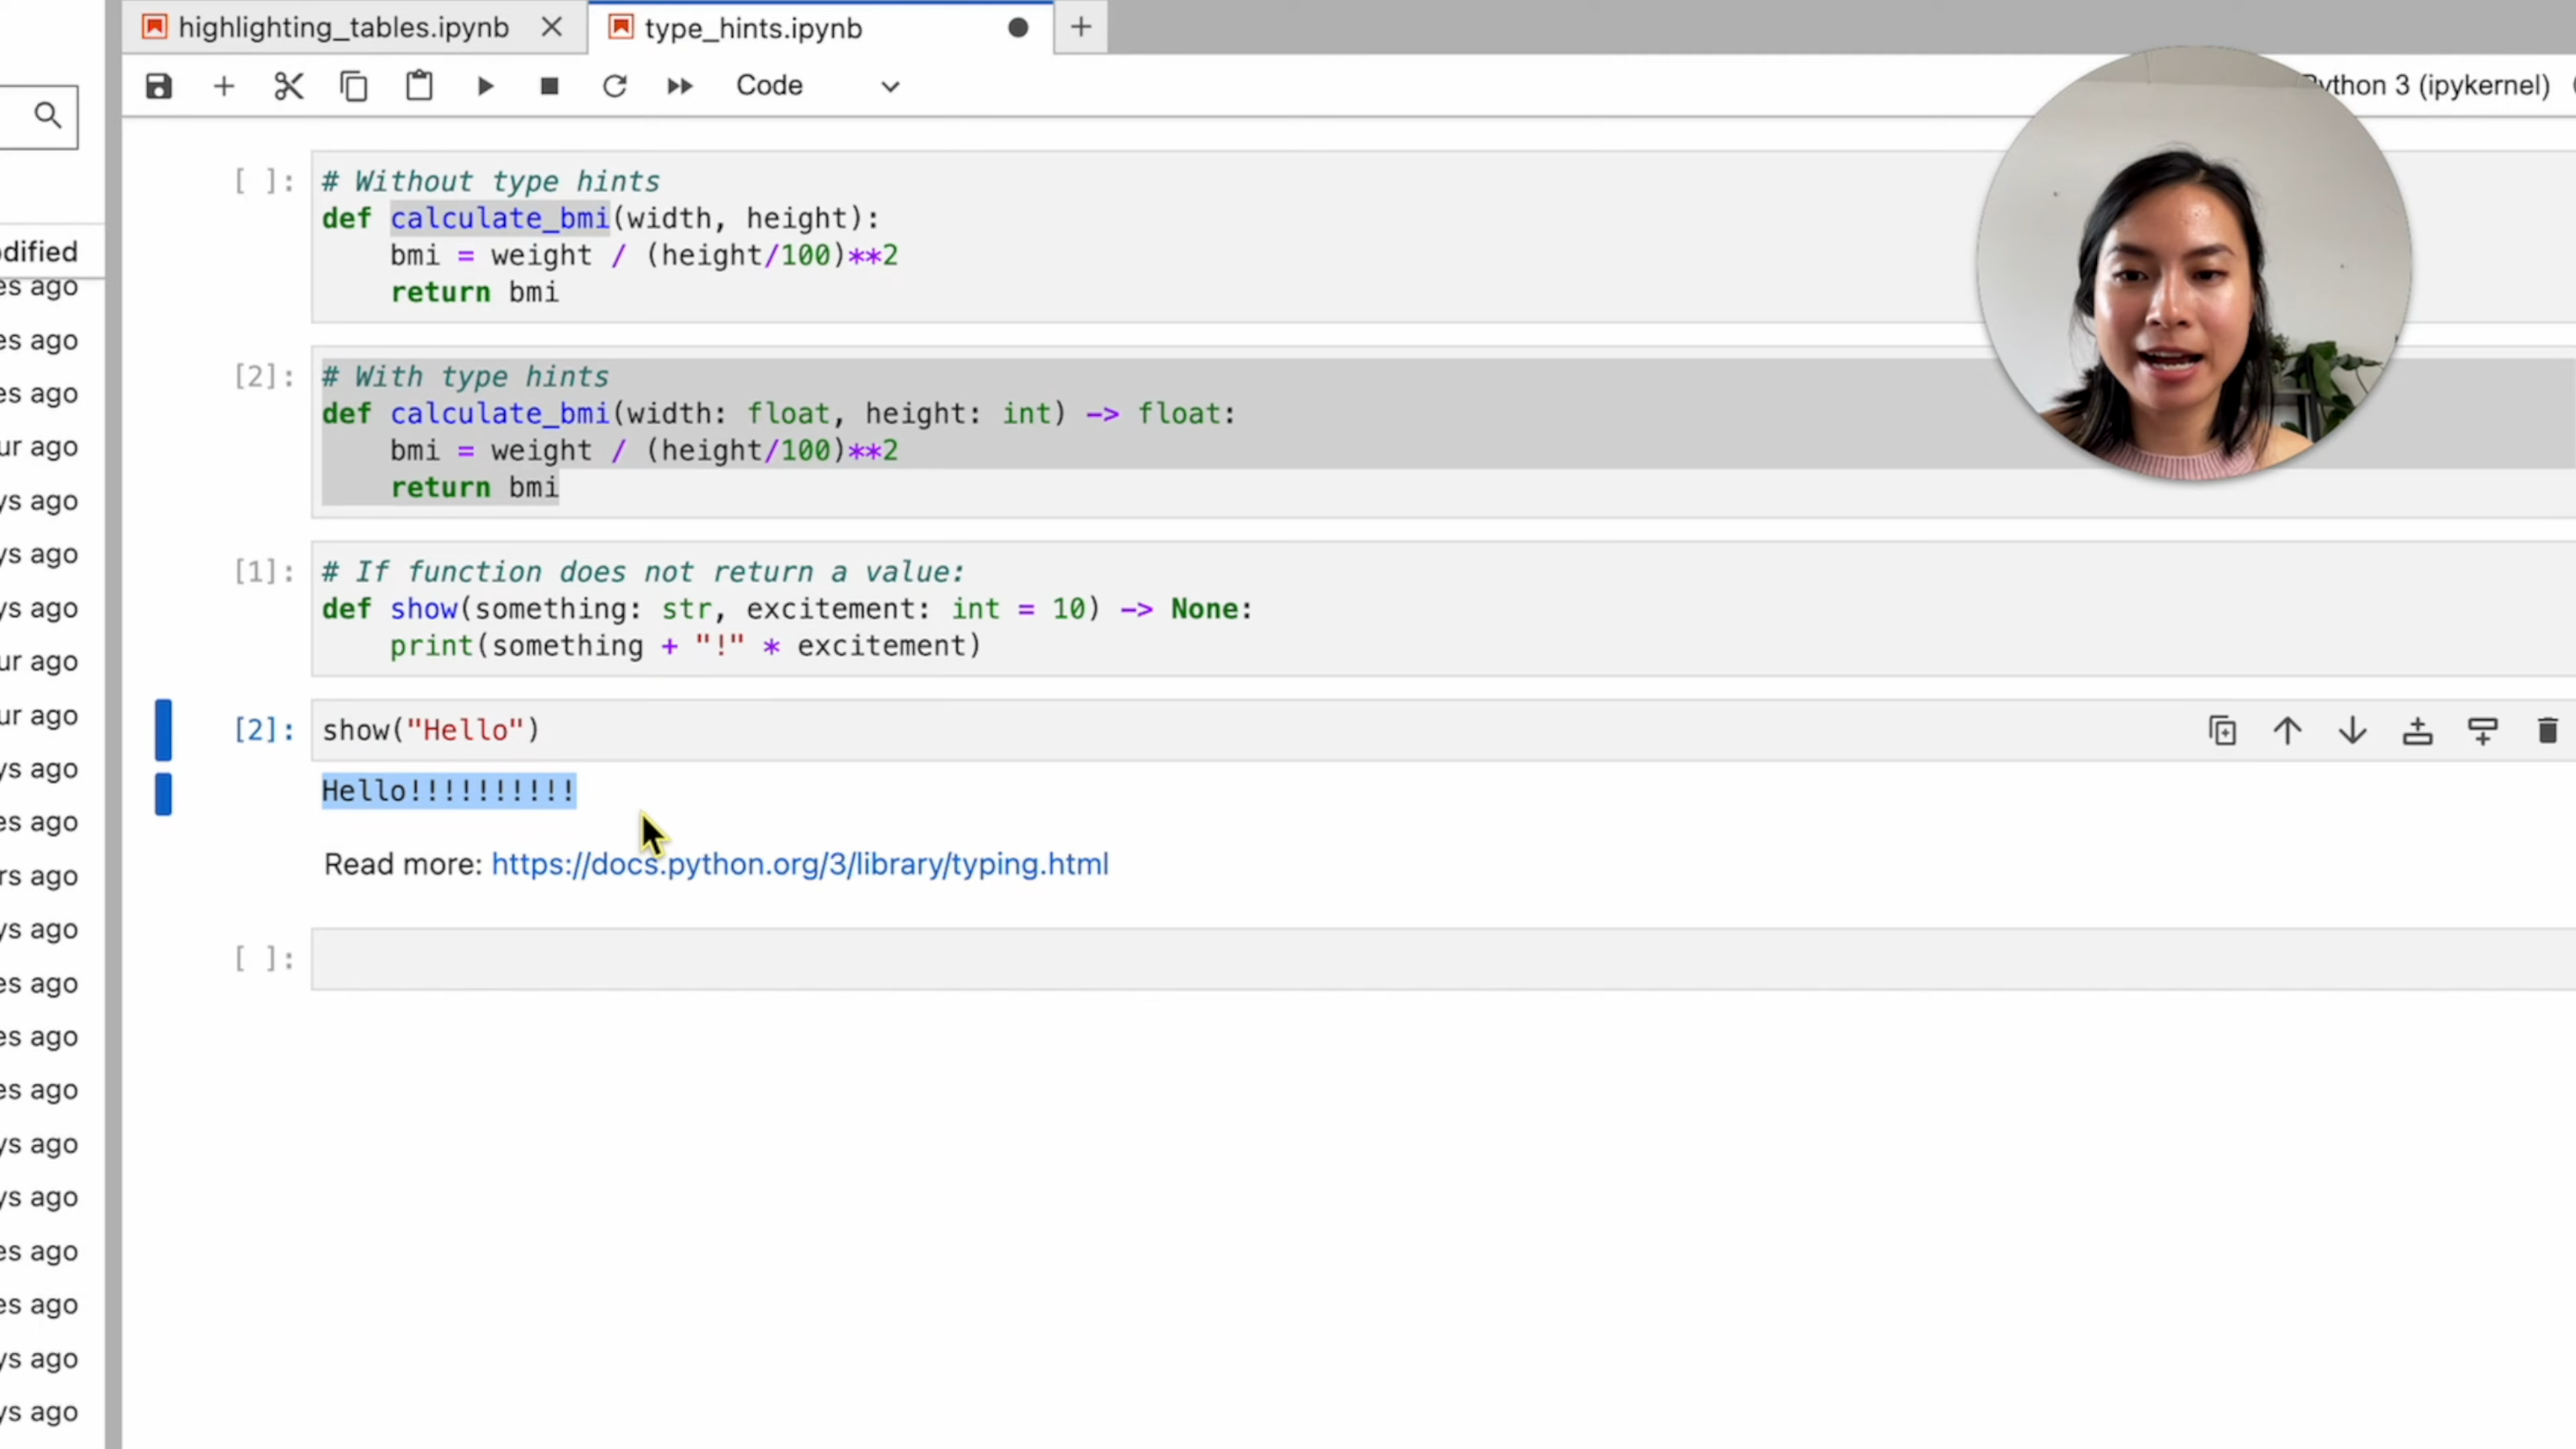 highlighting_tables.ipynb
type_hints.ipynb
Code
Python 3 (ipykernel)
[ ]:
# Without type hints
def calculate_bmi(width, height):
bmi = weight / (height/100)**2
return bmi
[2]:
# With type hints
def calculate_bmi(width: float, height: int) -> float:
bmi = weight / (height/100)**2
return bmi
[1]:
# If function does not return a value:
def show(something: str, excitement: int = 10) -> None:
print(something + "!" * excitement)
[2]:
show("Hello")
Hello!!!!!!!!!!
Read more: https://docs.python.org/3/library/typing.html
[ ]:
odified
es ago
es ago
es ago
ur ago
ys ago
ys ago
ys ago
ur ago
ur ago
ys ago
es ago
rs ago
ys ago
es ago
es ago
es ago
ys ago
ys ago
es ago
es ago
ys ago
ys ago